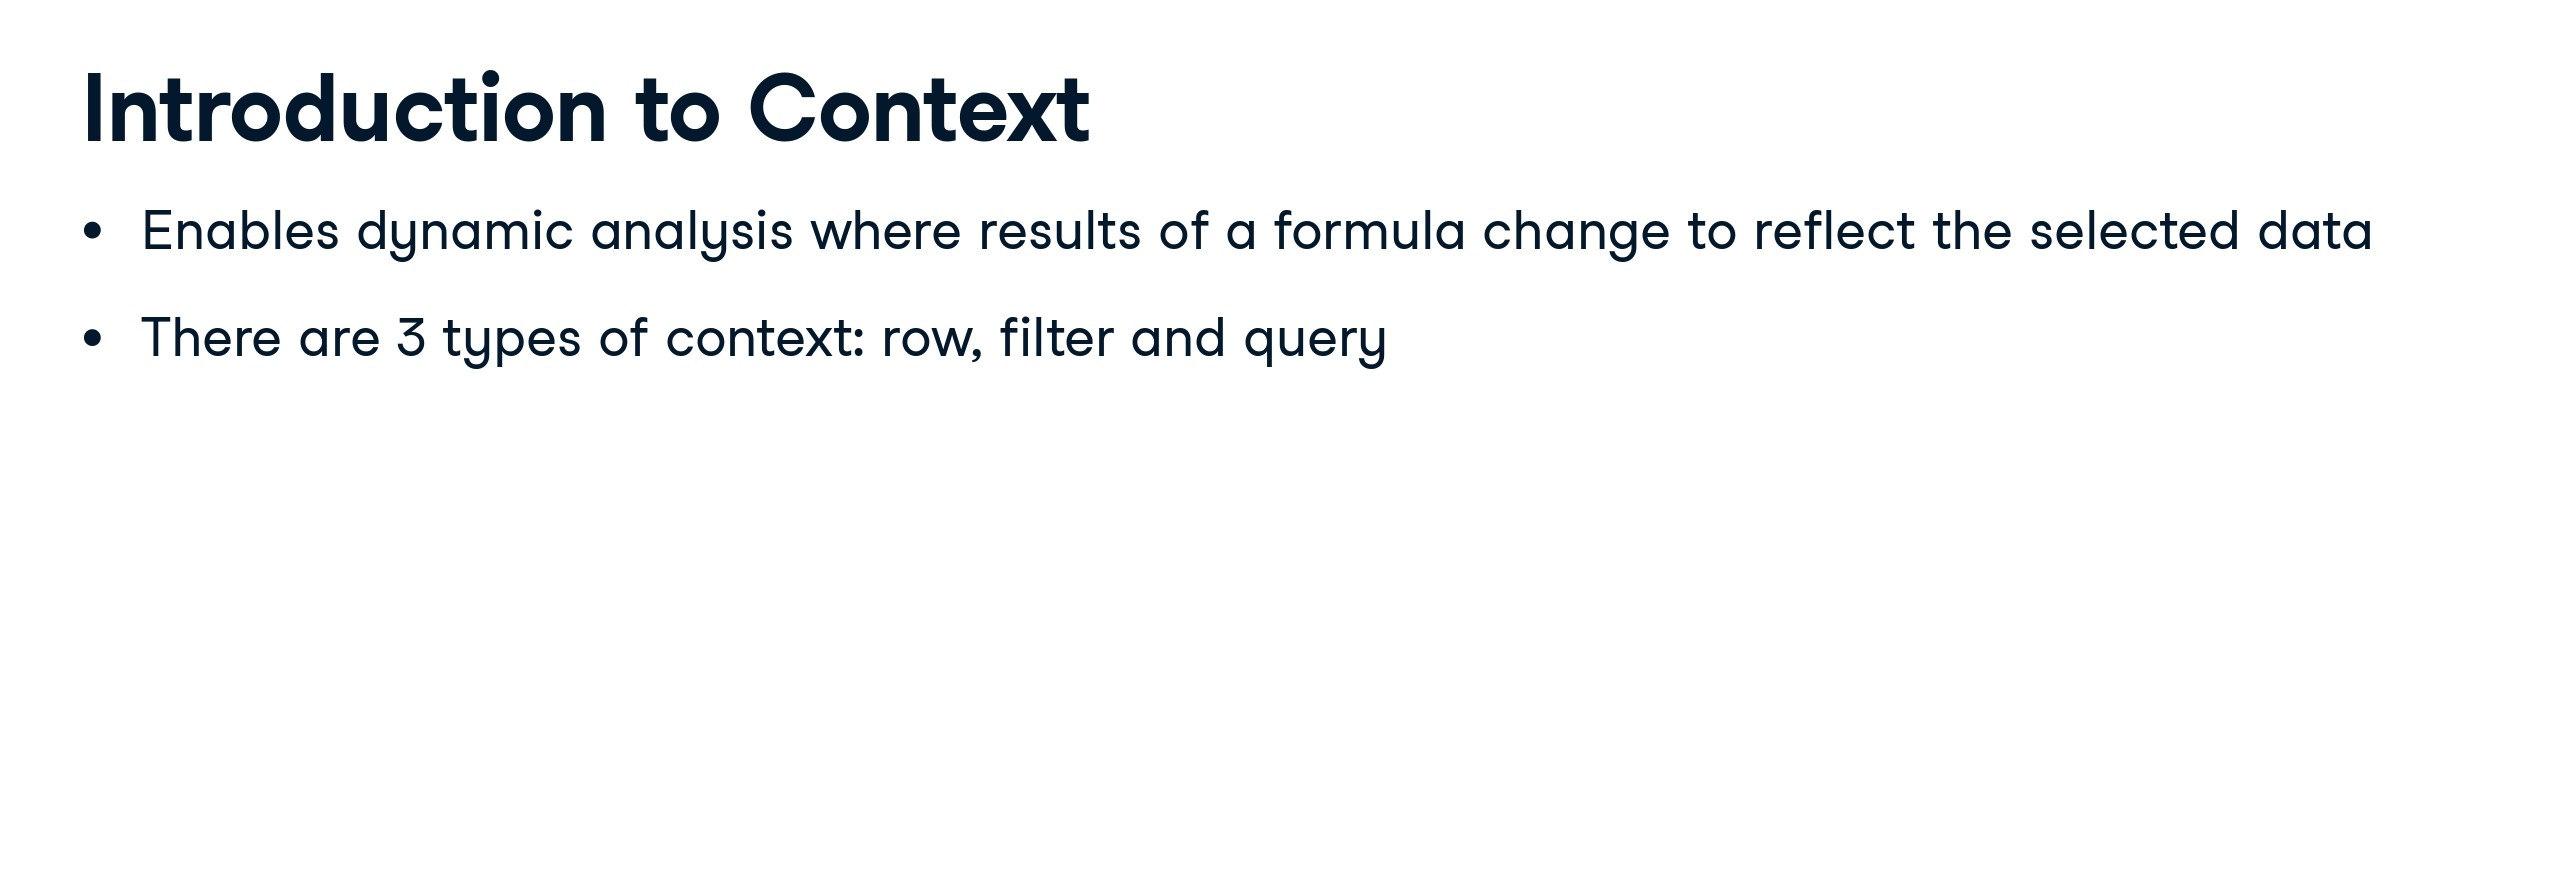 Introduction to Context
• Enables dynamic analysis where results of a formula change to reflect the selected data
• There are 3 types of context: row, filter and query